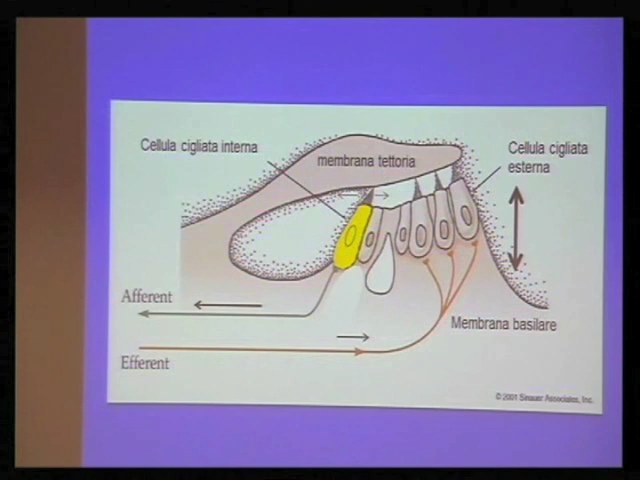 Cellula cigliata interna
membrana tettoria
Cellula cigliata
esterna
Afferent
Membrana basilare
Efferent
© 2001 Sinauer Associates, Inc.